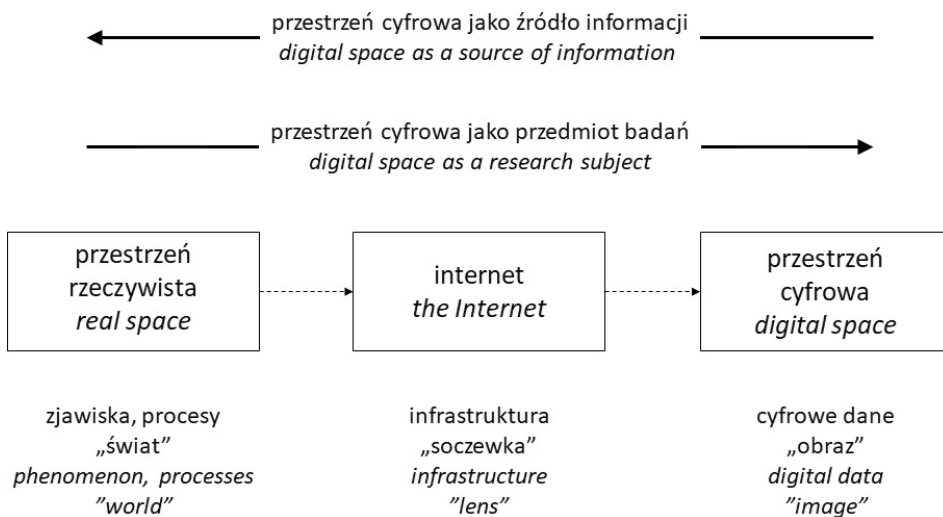 przestrzeń cyfrowa jako źródło informacji
digital space as a source of information
przestrzeń cyfrowa jako przedmiot badań
digital space as a research subject
przestrzeń
rzeczywista
real space
internet
the Internet
przestrzeń
cyfrowa
digital space
zjawiska, procesy
„świat”
phenomenon, processes
”world”
infrastruktura
„soczewka”
infrastructure
”lens”
cyfrowe dane
„obraz”
digital data
”image”